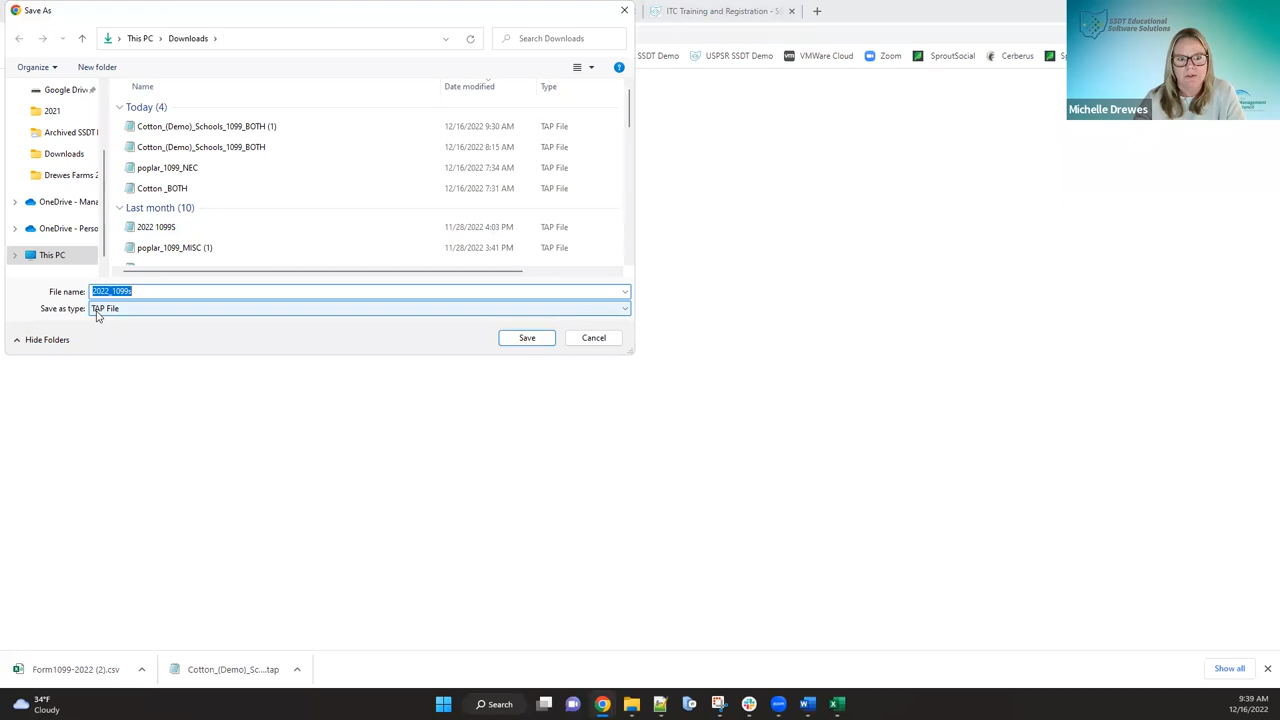 Save As
ITC Training and Registration - S
SSDT Educational
Software Solutions
Michelle Drewes
This PC
Downloads
Search Downloads
SSDT Demo
USPSR SSDT Demo
VMWare Cloud
Zoom
SproutSocial
Cerberus
Organize
New folder
Name
Date modified
Type
Google Driv
2021
Archived SSDT
Downloads
Drewes Farms 2
OneDrive - Mana
OneDrive - Perso
This PC
Today (4)
Cotton_(Demo)_Schools_1099_BOTH (1) 12/16/2022 9:30 AM TAP File
Cotton_(Demo)_Schools_1099_BOTH 12/16/2022 8:15 AM TAP File
poplar_1099_NEC 12/16/2022 7:34 AM TAP File
Cotton _BOTH 12/16/2022 7:31 AM TAP File
Last month (10)
2022 1099S 11/28/2022 4:03 PM TAP File
poplar_1099_MISC (1) 11/28/2022 3:41 PM TAP File
File name: 2022_1099s
Save as type: TAP File
Hide Folders
Save
Cancel
Form1099-2022 (2).csv
Cotton_(Demo)_Sc....tap
Show all
34°F
Cloudy
Search
9:39 AM
12/16/2022